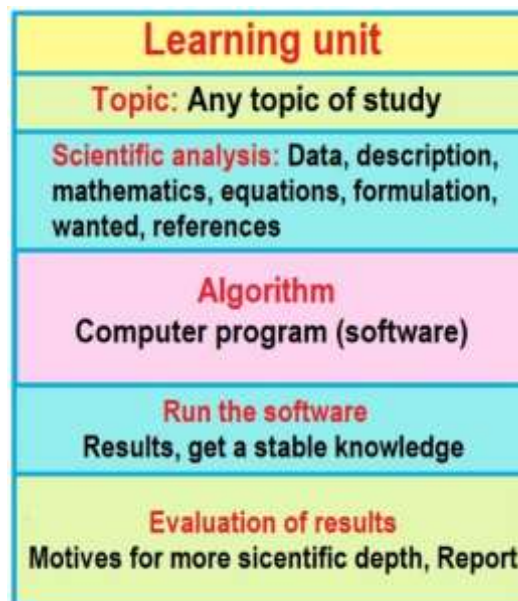 Learning unit
Topic: Any topic of study
Scientific analysis: Data, description,
mathematics, equations, formulation,
wanted, references
Algorithm
Computer program (software)
Run the software
Results, get a stable knowledge
Evaluation of results
Motives for more sicentific depth, Report